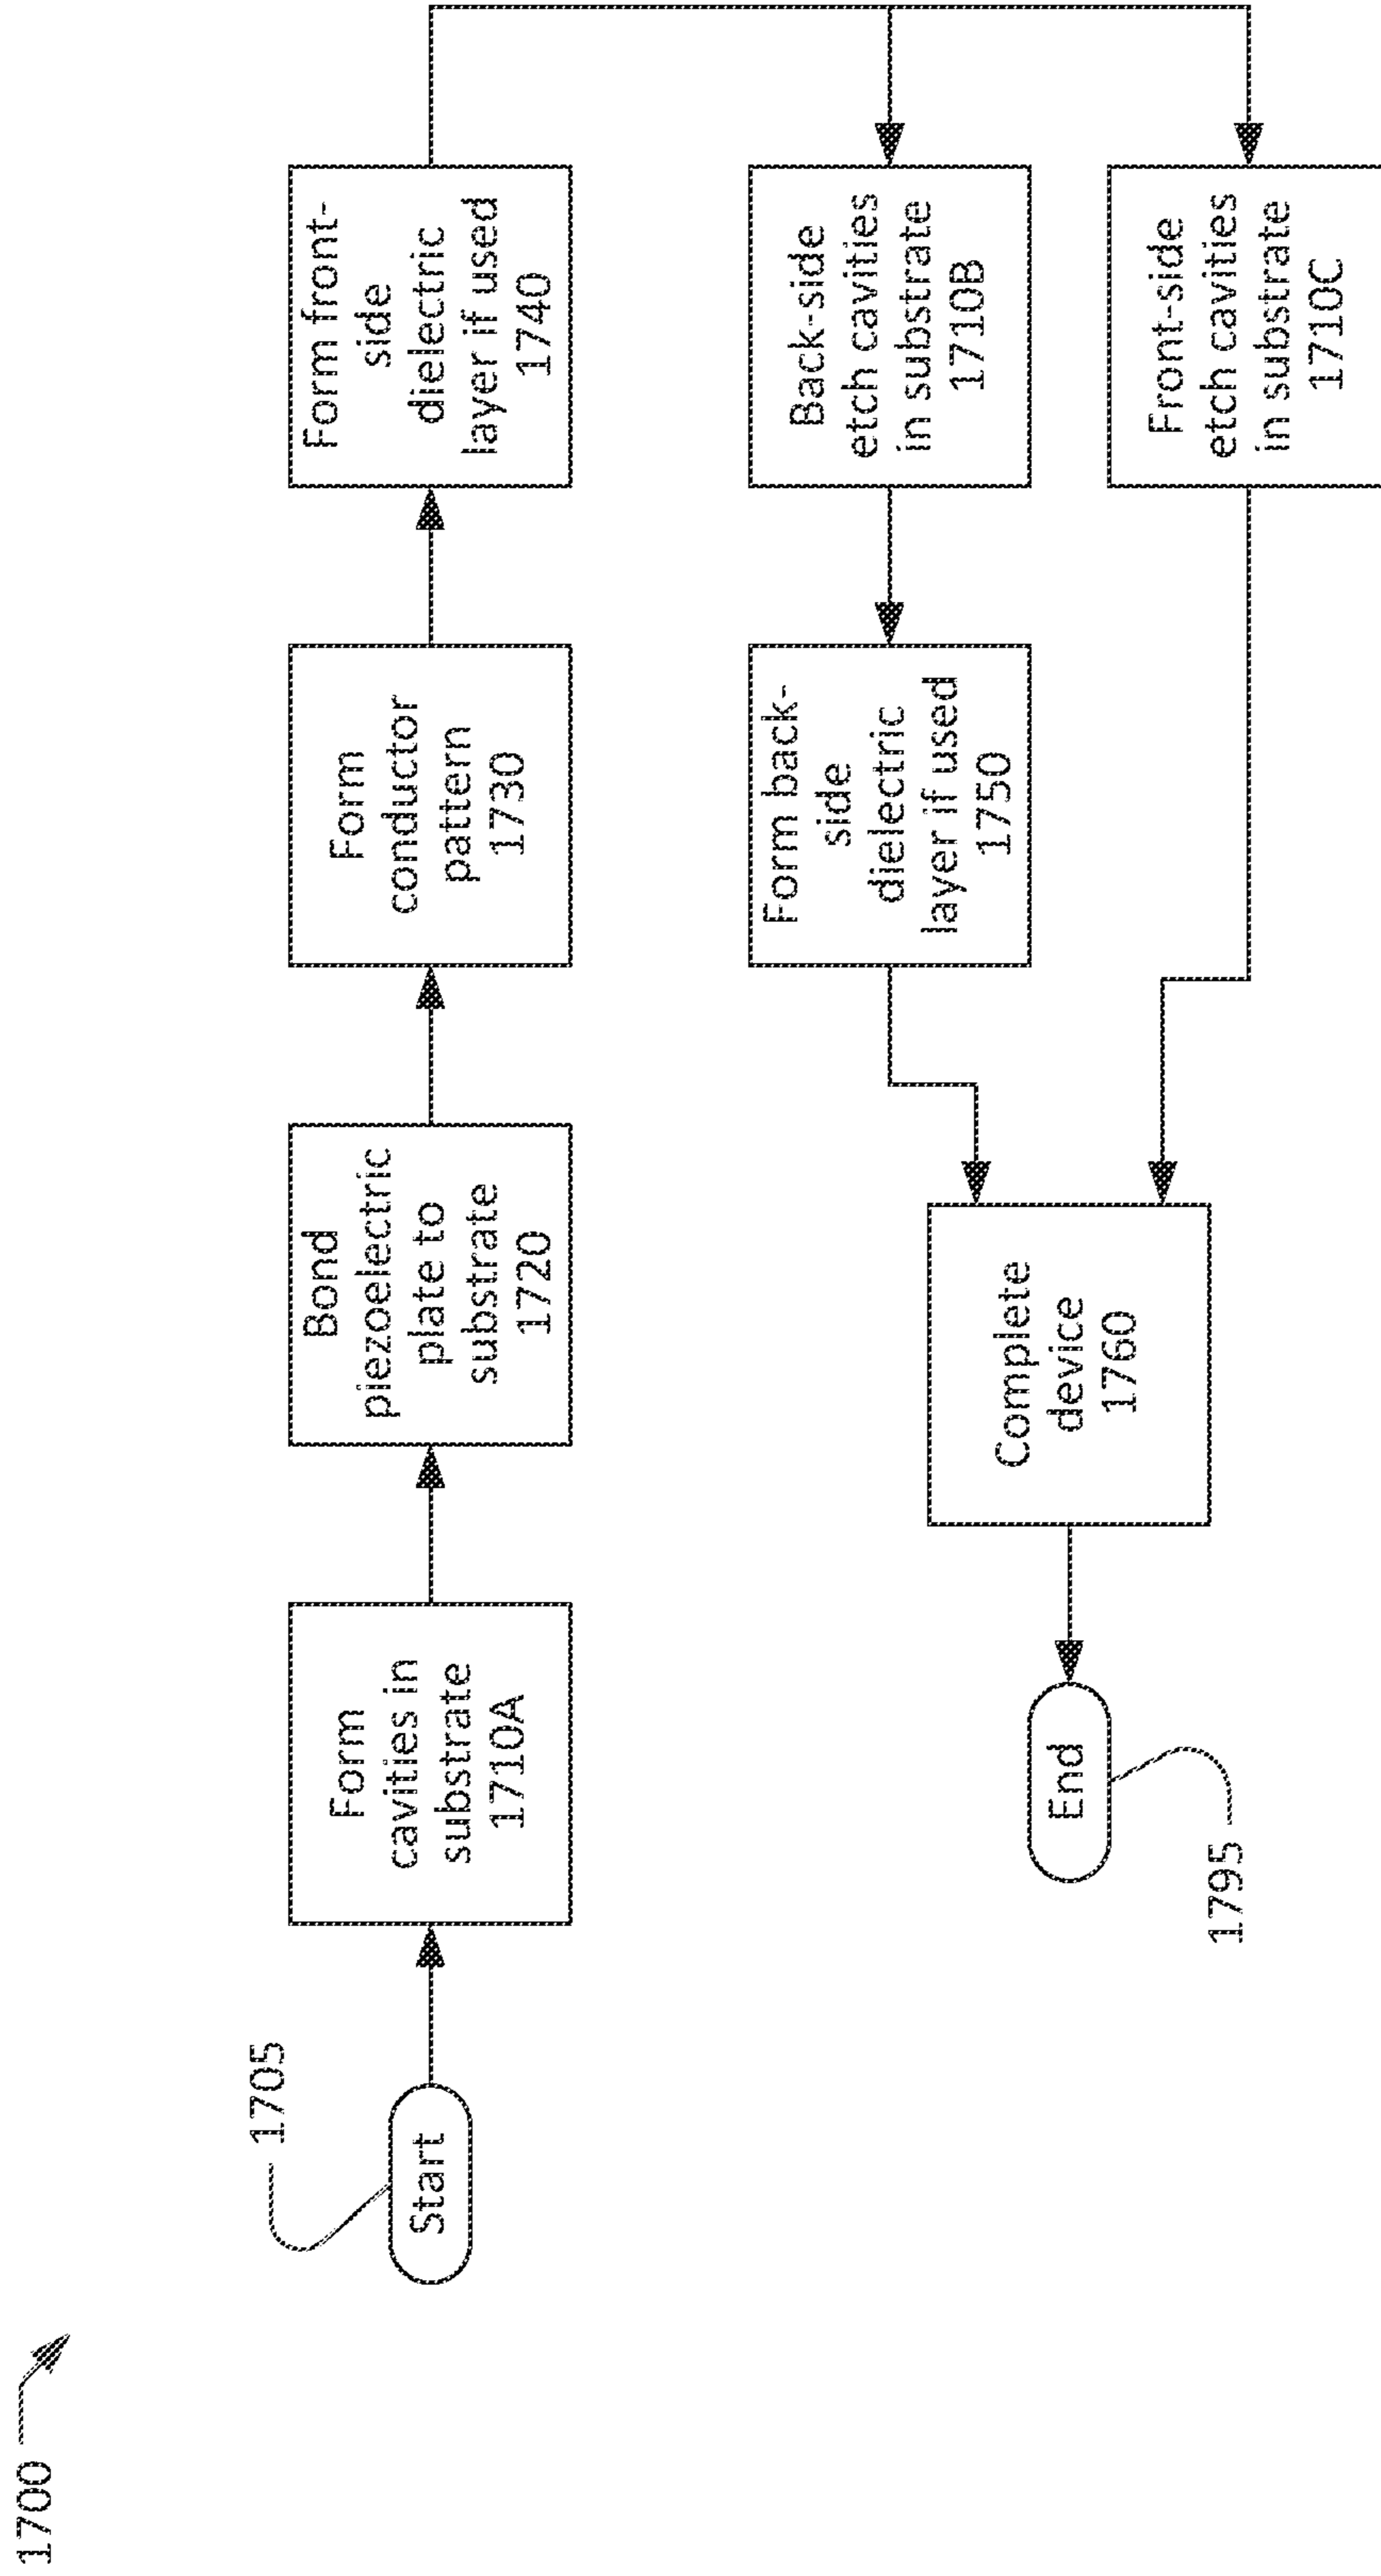 1700
1705
Start
Form
cavities in
substrate
1710A
Bond
piezoelectric
plate to
substrate
1720
Form
conductor
pattern
1730
Form front-
side
dielectric
layer if used
1740
Back-side
etch cavities
in substrate
1710B
Form back-
side
dielectric
layer if used
1750
Front-side
etch cavities
in substrate
1710C
Complete
device
1760
End
1795